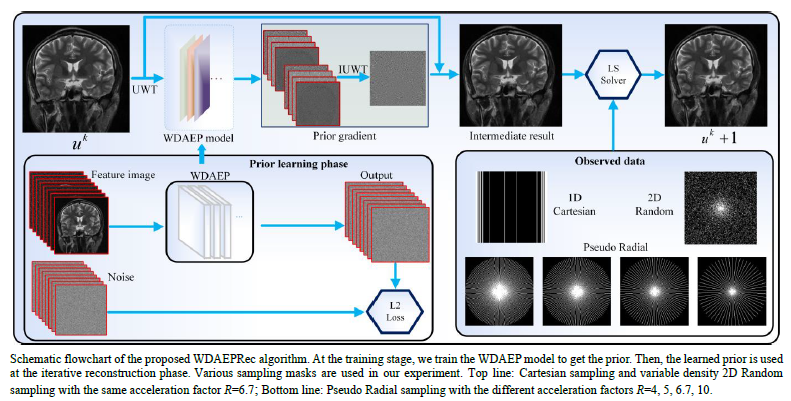 UWT
IUWT
LS
Solver
u^k
WDAEP model
Prior gradient
Intermediate result
u^k +1
Prior learning phase
Feature image
WDAEP
Output
Noise
L2
Loss
Observed data
1D
Cartesian
2D
Random
Pseudo Radial
Schematic flowchart of the proposed WDAEPRec algorithm. At the training stage, we train the WDAEP model to get the prior. Then, the learned prior is used
at the iterative reconstruction phase. Various sampling masks are used in our experiment. Top line: Cartesian sampling and variable density 2D Random
sampling with the same acceleration factor R=6.7; Bottom line: Pseudo Radial sampling with the different acceleration factors R=4, 5, 6.7, 10.